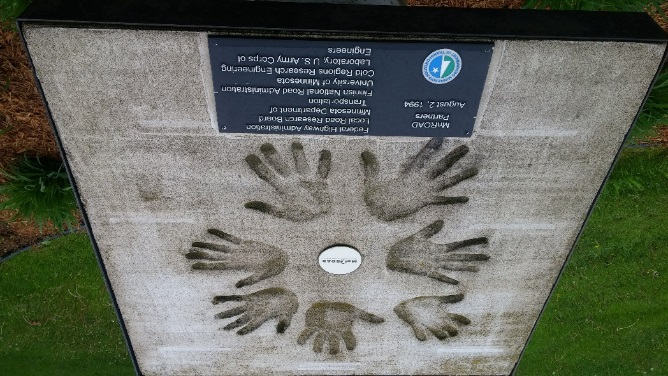 MnROAD
Partners
August 2, 1994
Federal Highway Administration
Local Road Research Board
Minnesota Department of
Transportation
Finnish National Road Administration
University of Minnesota
Cold Regions Research Engineering
Laboratory, U.S. Army Corps of
Engineers